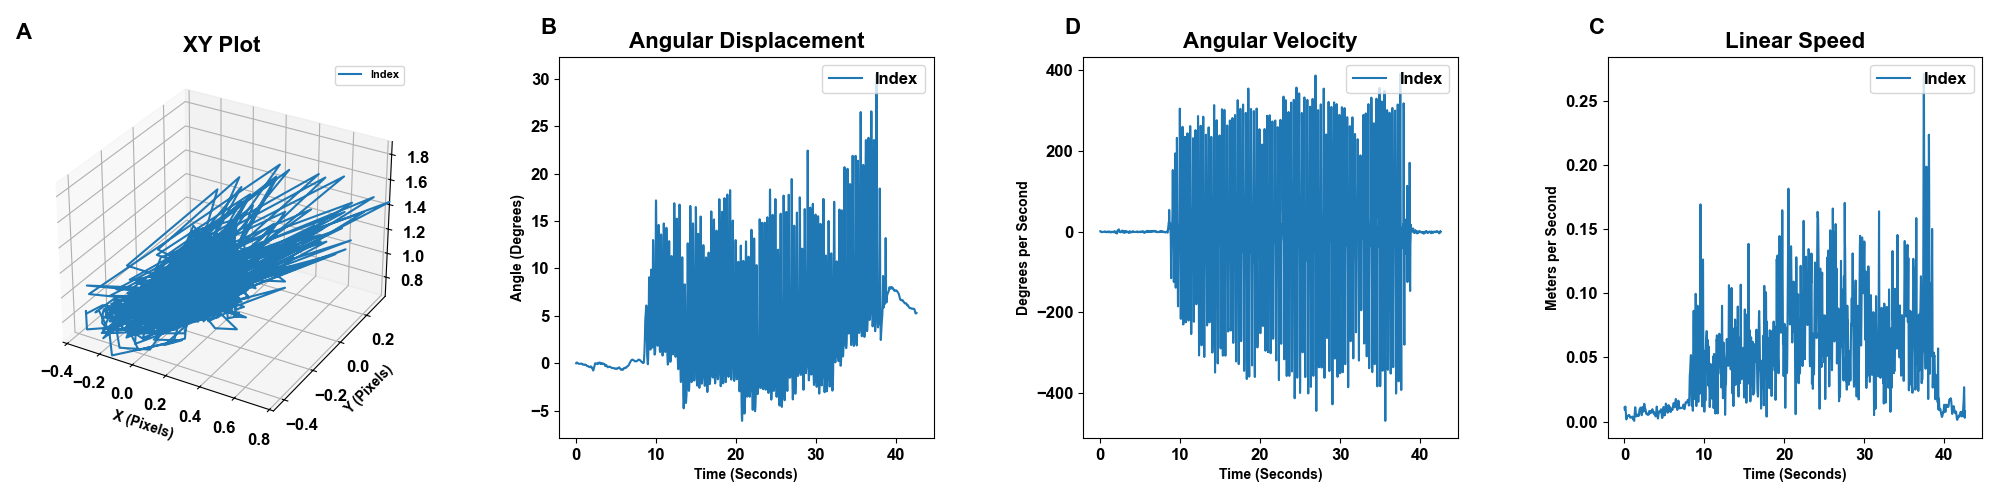 A
XY Plot
Index
1.8
1.6
1.4
1.2
1.0
0.8
−0.4
−0.2
0.0
0.2
0.4
0.6
0.8
X (Pixels)
−0.4
−0.2
0.0
0.2
Y (Pixels)
B
Angular Displacement
Index
30
25
20
15
10
5
0
−5
Angle (Degrees)
0 10 20 30 40
Time (Seconds)
D
Angular Velocity
Index
400
200
0
−200
−400
Degrees per Second
0 10 20 30 40
Time (Seconds)
C
Linear Speed
Index
0.25
0.20
0.15
0.10
0.05
0.00
Meters per Second
0 10 20 30 40
Time (Seconds)